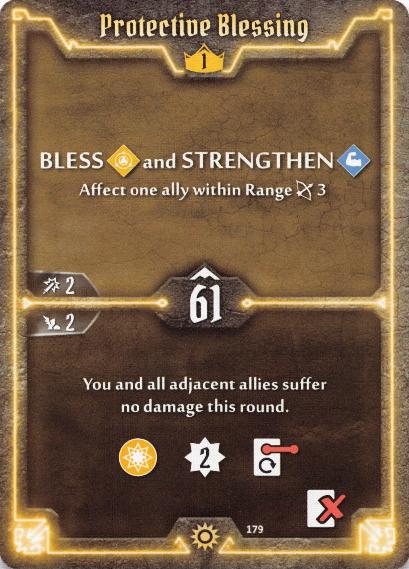 Protective Blessing
1
BLESS and STRENGTHEN
Affect one ally within Range 3
2
61
2
You and all adjacent allies suffer
no damage this round.
2
179